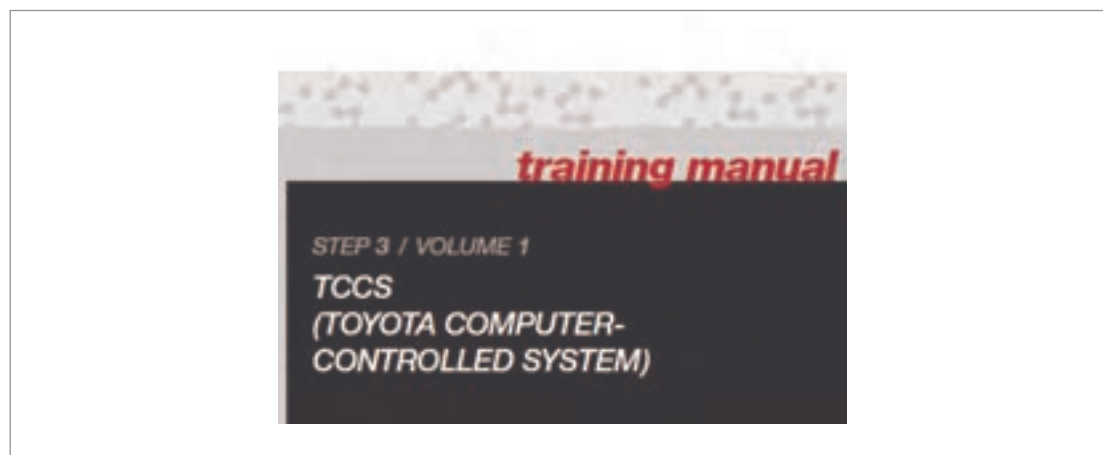 training manual
STEP 3 / VOLUME 1
TCCS
(TOYOTA COMPUTER-
CONTROLLED SYSTEM)